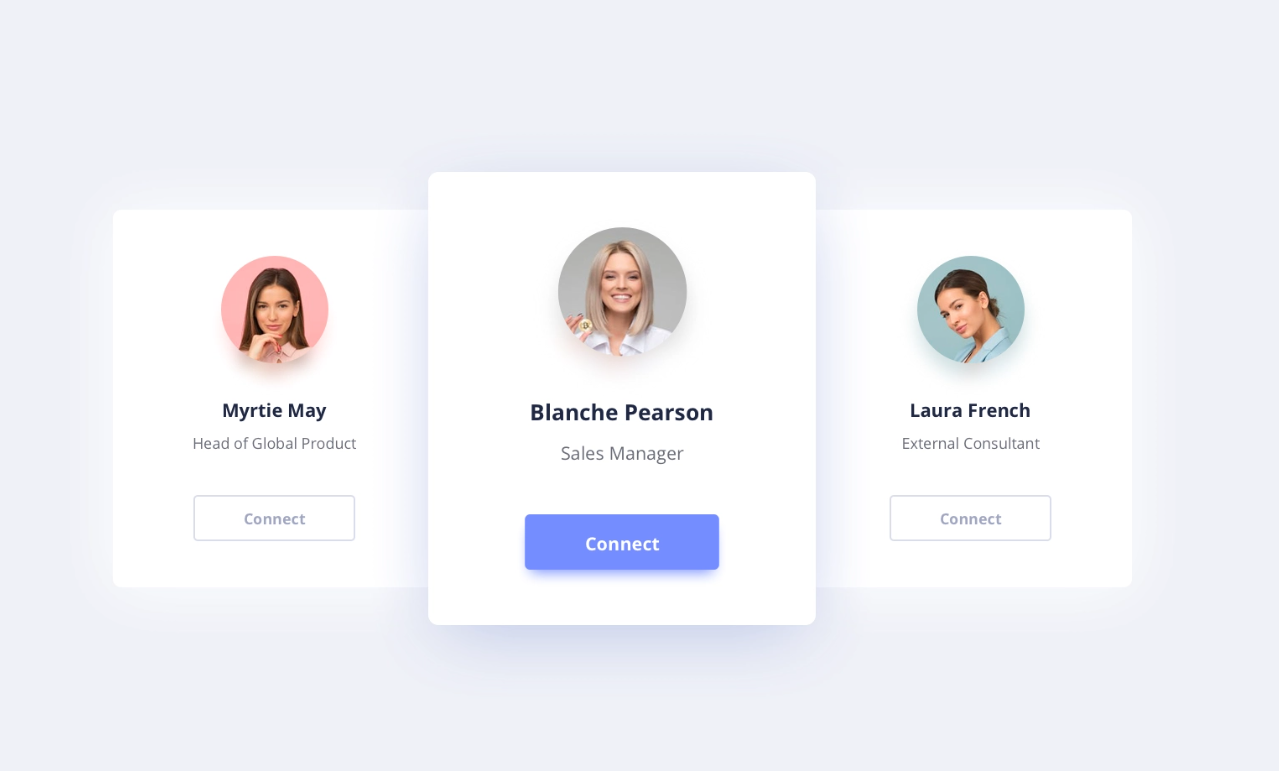 Myrtie May
Head of Global Product
Connect
Blanche Pearson
Sales Manager
Connect
Laura French
External Consultant
Connect